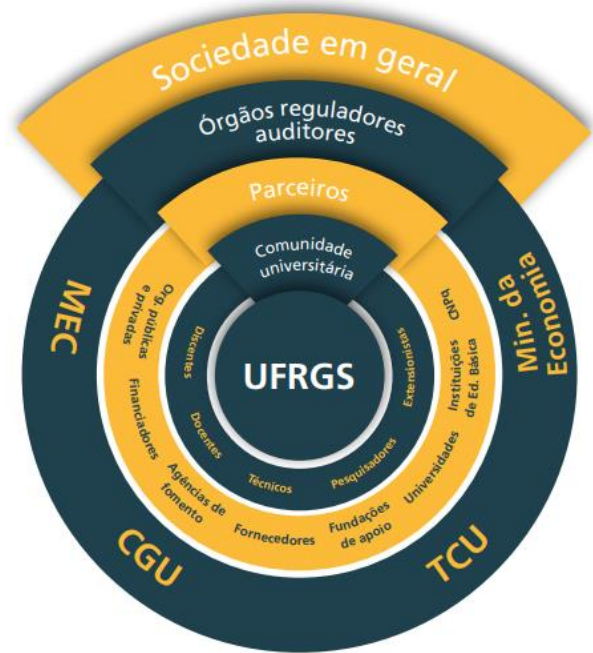 Sociedade em geral
Órgãos reguladores
auditores
Parceiros
Comunidade
universitária
UFRGS
Discentes
Docentes
Técnicos
Pesquisadores
Extensionistas
Org. públicas
e privadas
Financiadores
Agências de
fomento
Fornecedores
Fundações
de apoio
Universidades
Instituições
de Ed. Básica
CNPq
MEC
CGU
TCU
Min. da
Economia